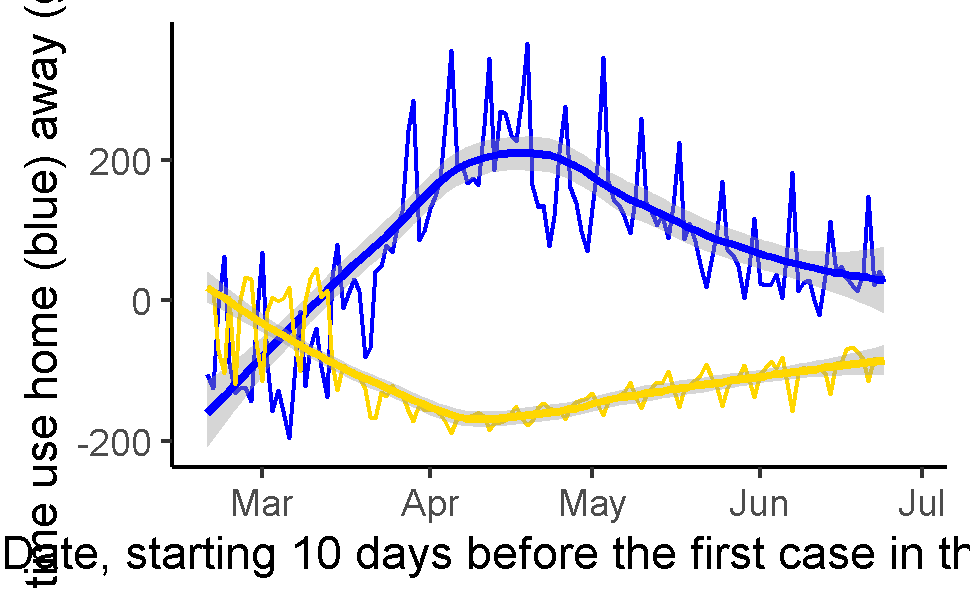 time use home (blue) away (
200
0
-200
Mar Apr May Jun Jul
Date, starting 10 days before the first case in th